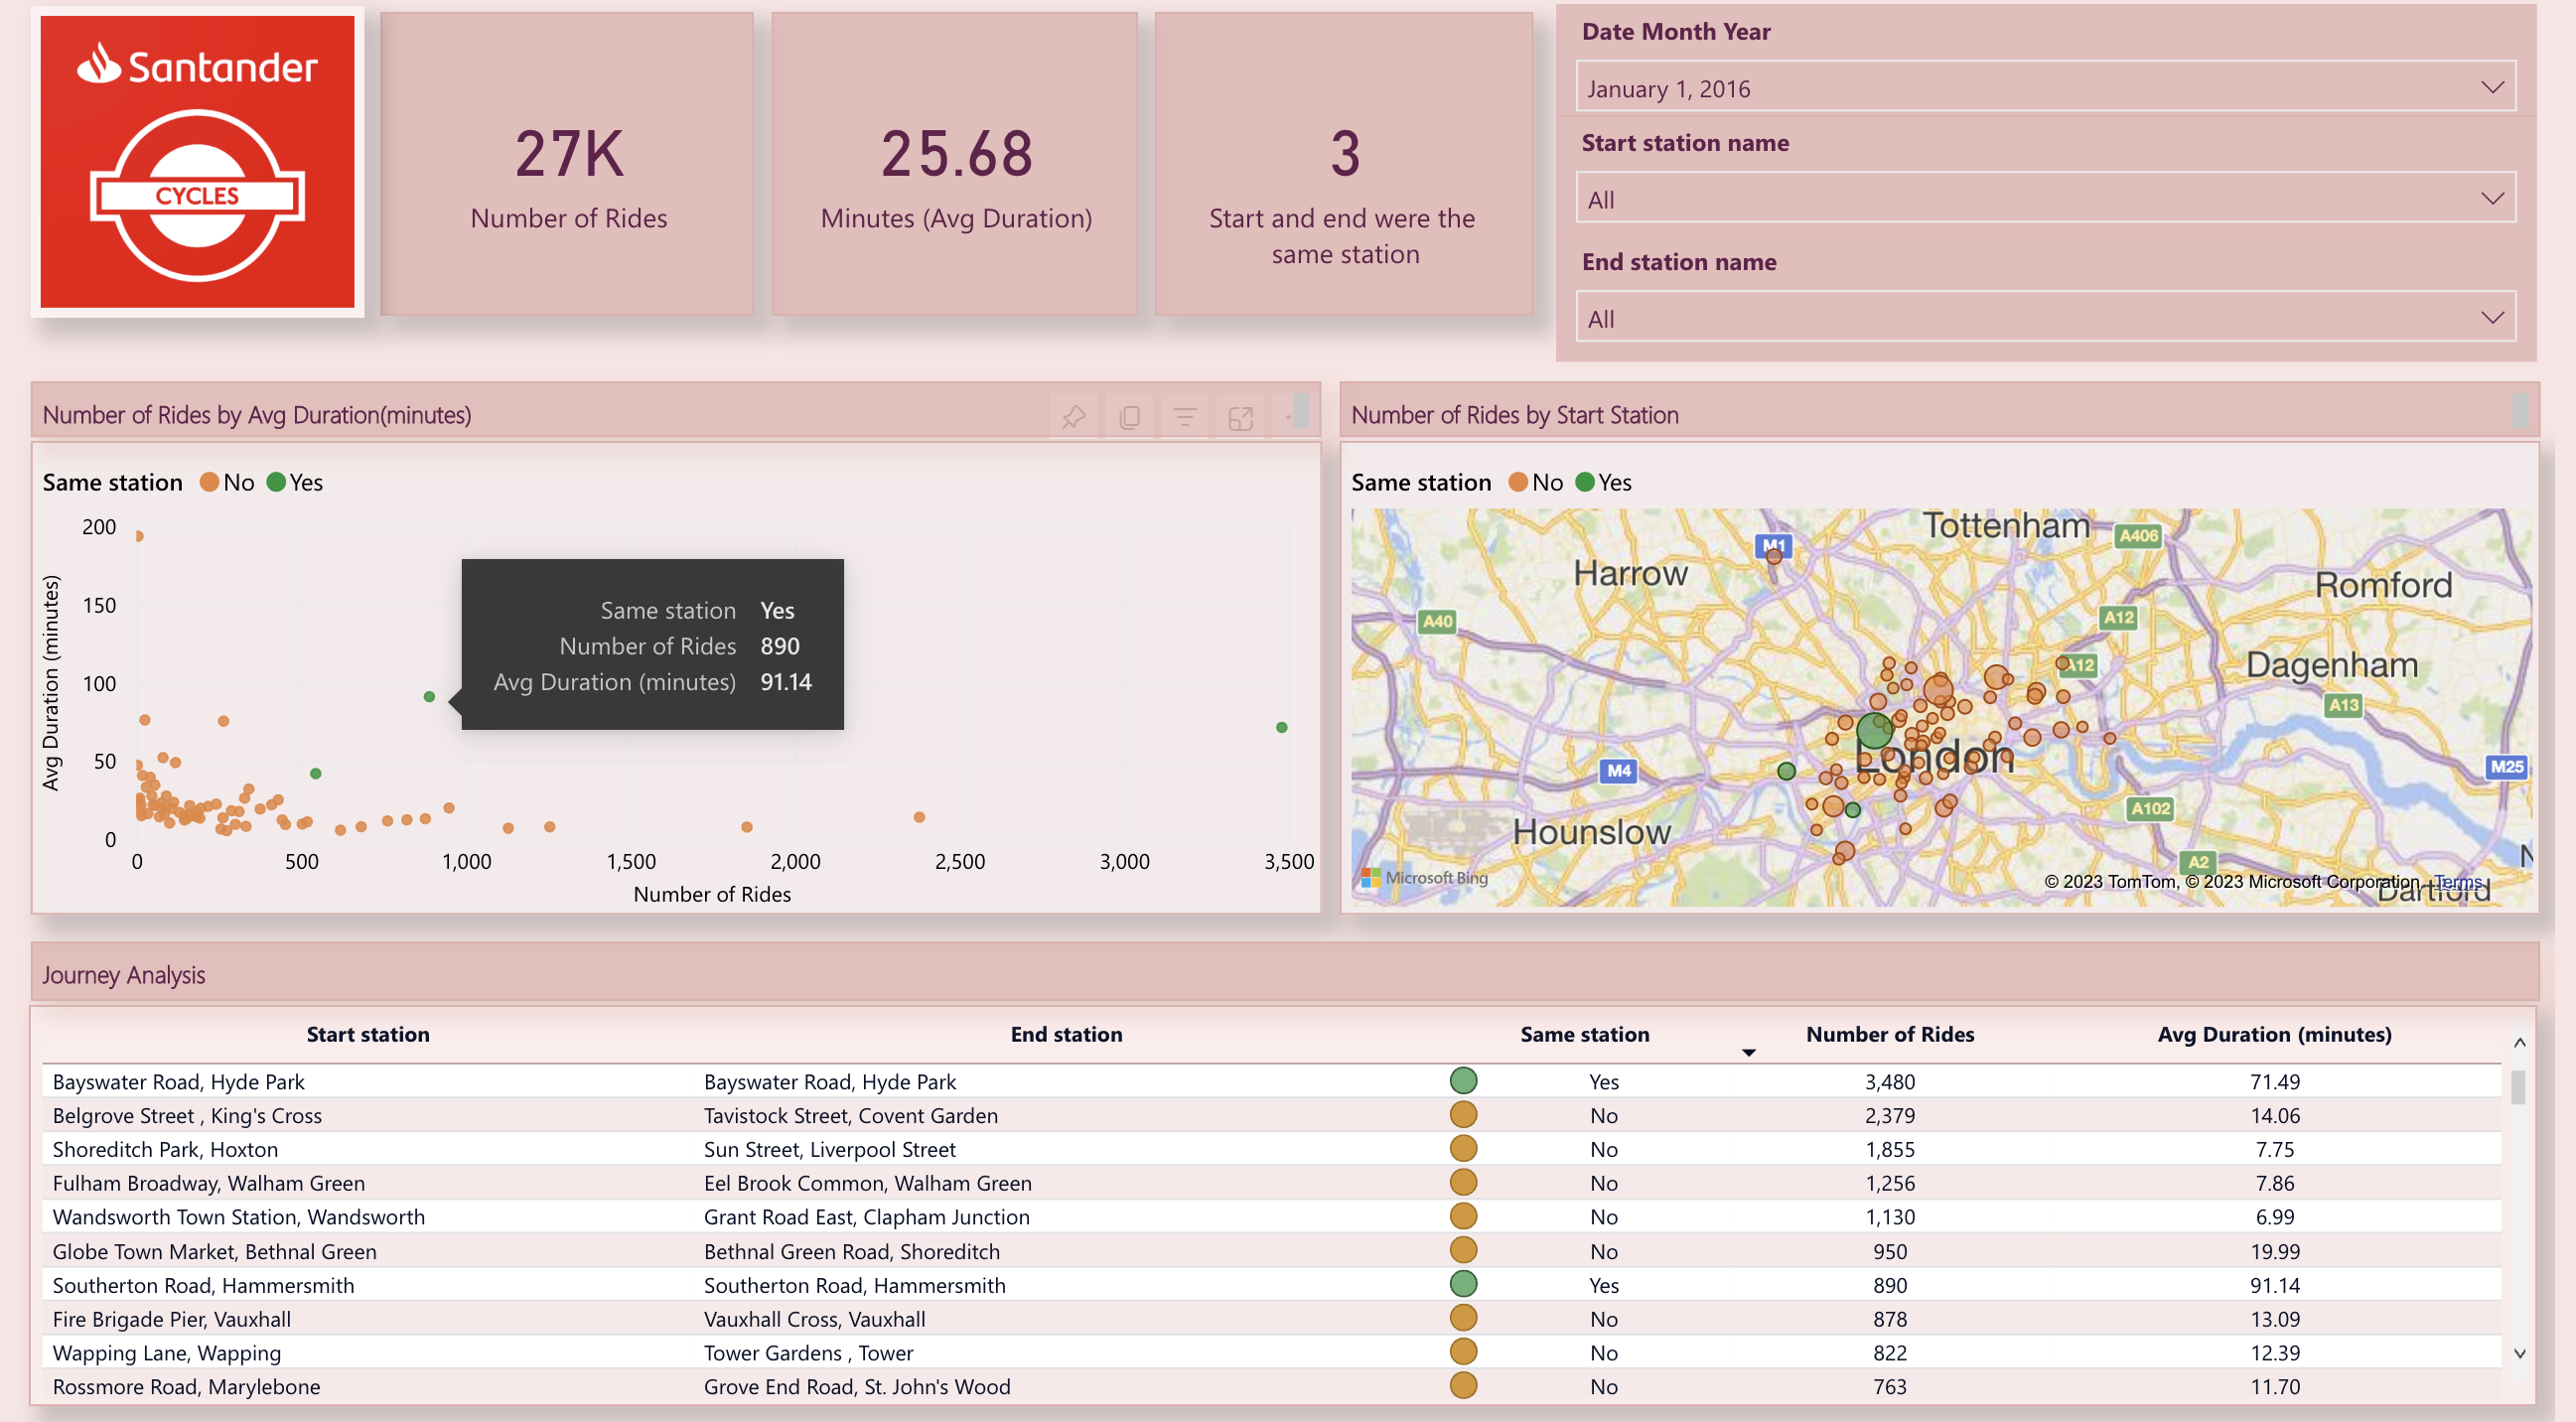 Santander
CYCLES
27K
Number of Rides
25.68
Minutes (Avg Duration)
3
Start and end were the
same station
Date Month Year
January 1, 2016
Start station name
All
End station name
All
Number of Rides by Avg Duration(minutes)
Same station No Yes
200
150
100
50
0
Avg Duration (minutes)
Same station Yes
Number of Rides 890
Avg Duration (minutes) 91.14
0 500 1,000 1,500 2,000 2,500 3,000 3,500
Number of Rides
Number of Rides by Start Station
Same station No Yes
Tottenham
M1
A406
Harrow
Romford
A40
A12
A12
Dagenham
A13
London
M4
M25
A102
Hounslow
A2
Microsoft Bing
© 2023 TomTom, © 2023 Microsoft Corporation Terms
Dartford
Journey Analysis
Start station End station Same station Number of Rides Avg Duration (minutes)
Bayswater Road, Hyde Park Bayswater Road, Hyde Park Yes 3,480 71.49
Belgrove Street , King's Cross Tavistock Street, Covent Garden No 2,379 14.06
Shoreditch Park, Hoxton Sun Street, Liverpool Street No 1,855 7.75
Fulham Broadway, Walham Green Eel Brook Common, Walham Green No 1,256 7.86
Wandsworth Town Station, Wandsworth Grant Road East, Clapham Junction No 1,130 6.99
Globe Town Market, Bethnal Green Bethnal Green Road, Shoreditch No 950 19.99
Southerton Road, Hammersmith Southerton Road, Hammersmith Yes 890 91.14
Fire Brigade Pier, Vauxhall Vauxhall Cross, Vauxhall No 878 13.09
Wapping Lane, Wapping Tower Gardens , Tower No 822 12.39
Rossmore Road, Marylebone Grove End Road, St. John's Wood No 763 11.70